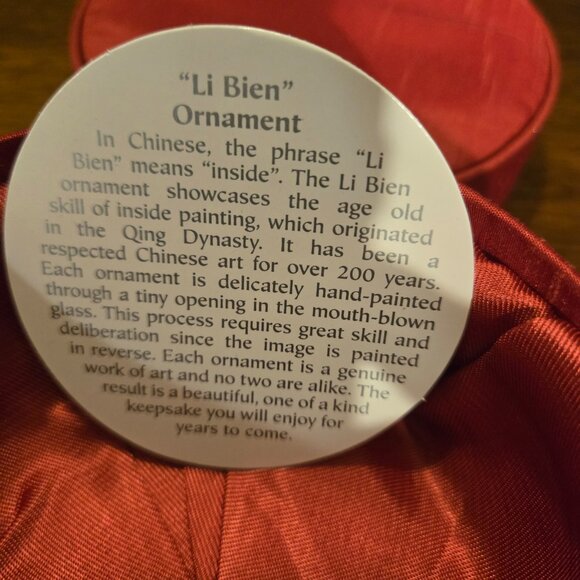 “Li Bien”
Ornament
In Chinese, the phrase “Li
Bien” means “inside”. The Li Bien
ornament showcases the age old
skill of inside painting, which originated
in the Qing Dynasty. It has been a
respected Chinese art for over 200 years.
Each ornament is delicately hand-painted
through a tiny opening in the mouth-blown
glass. This process requires great skill and
deliberation since the image is painted
in reverse. Each ornament is a genuine
work of art and no two are alike. The
result is a beautiful, one of a kind
keepsake you will enjoy for
years to come.